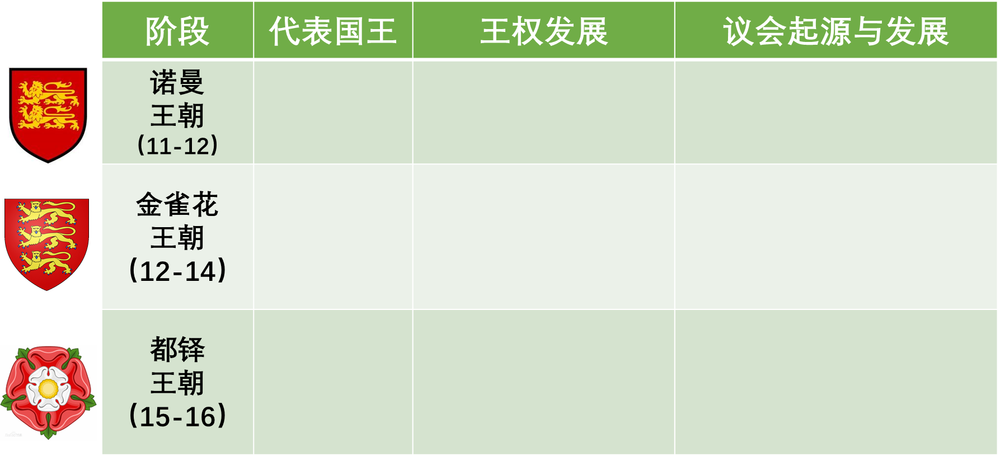 阶段 代表国王 王权发展 议会起源与发展
诺曼
王朝
(11-12)
金雀花
王朝
(12-14)
都铎
王朝
(15-16)